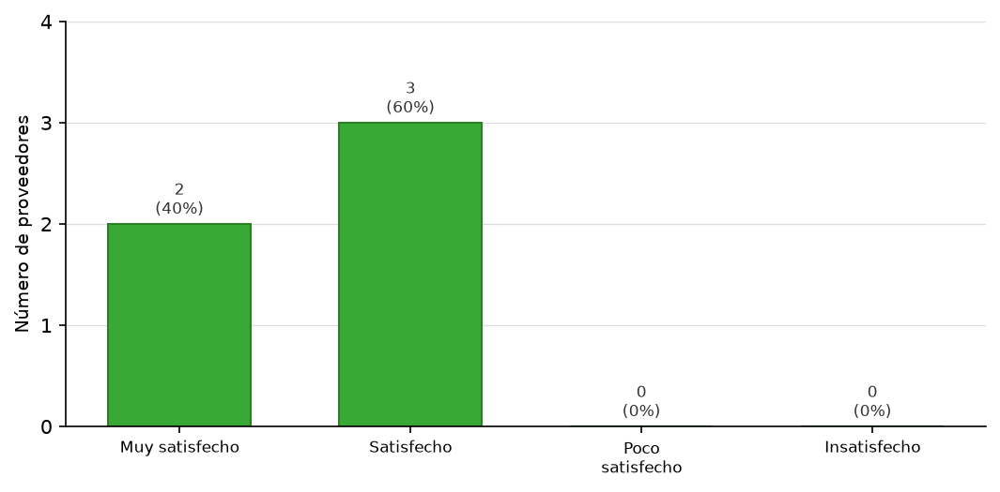 Número de proveedores
4
3
2
1
0
2
(40%)
3
(60%)
0
(0%)
0
(0%)
Muy satisfecho
Satisfecho
Poco
satisfecho
Insatisfecho